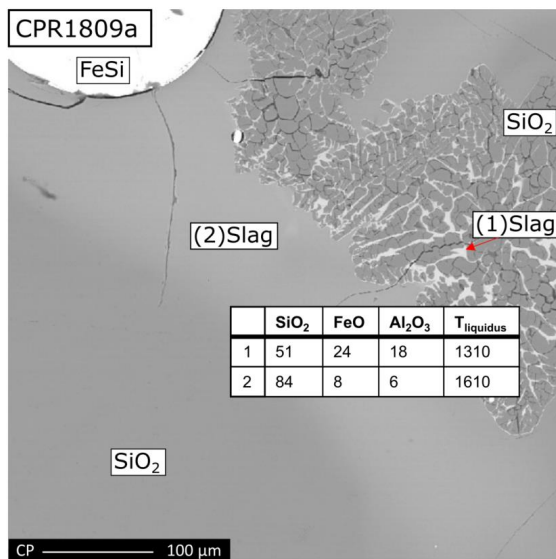 CPR1809a
FeSi
SiO₂
(1)Slag
(2)Slag
SiO₂ FeO Al₂O₃ T_liquidus
1 51 24 18 1310
2 84 8 6 1610
SiO₂
CP 100 µm